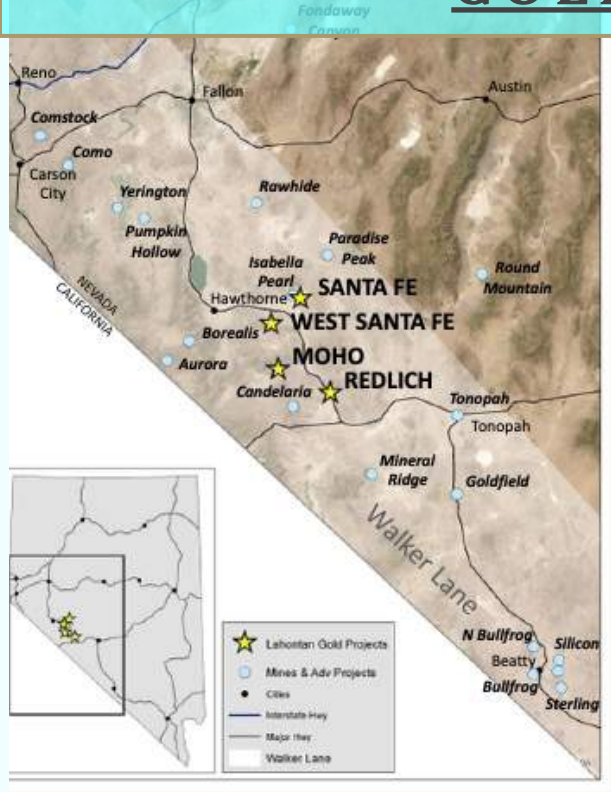 Fondaway
Canyon
Reno
Fallon
Austin
Comstock
Como
Carson
City
Yerington
Rawhide
Pumpkin
Hollow
Paradise
Peak
Isabella
Pearl
Round
Mountain
SANTA FE
NEVADA
CALIFORNIA
Hawthorne
WEST SANTA FE
Borealis
Aurora
MOHO
REDLICH
Candelaria
Tonopah
Tonopah
Mineral
Ridge
Goldfield
Walker Lane
N Bullfrog
Silicon
Beatty
Bullfrog
Sterling
Lahontan Gold Projects
Mines & Adv Projects
Cities
Interstate Hwy
Major Hwy
Walker Lane